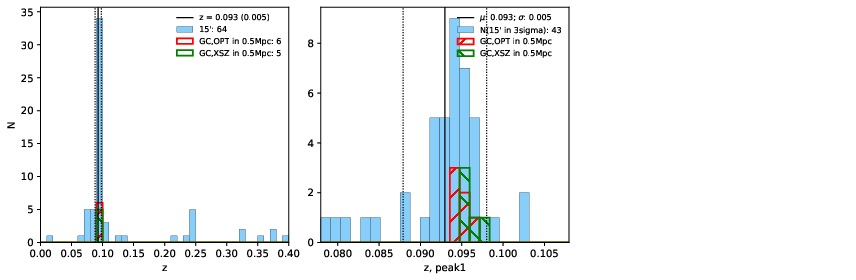 z = 0.093 (0.005)
15': 64
GC,OPT in 0.5Mpc: 6
GC,XSZ in 0.5Mpc: 5
35
30
25
20
15
10
5
0
N
0.00 0.05 0.10 0.15 0.20 0.25 0.30 0.35 0.40
z
μ: 0.093; σ: 0.005
N(15' in 3sigma): 43
GC,OPT in 0.5Mpc
GC,XSZ in 0.5Mpc
8
6
4
2
0
0.080 0.085 0.090 0.095 0.100 0.105
z, peak1